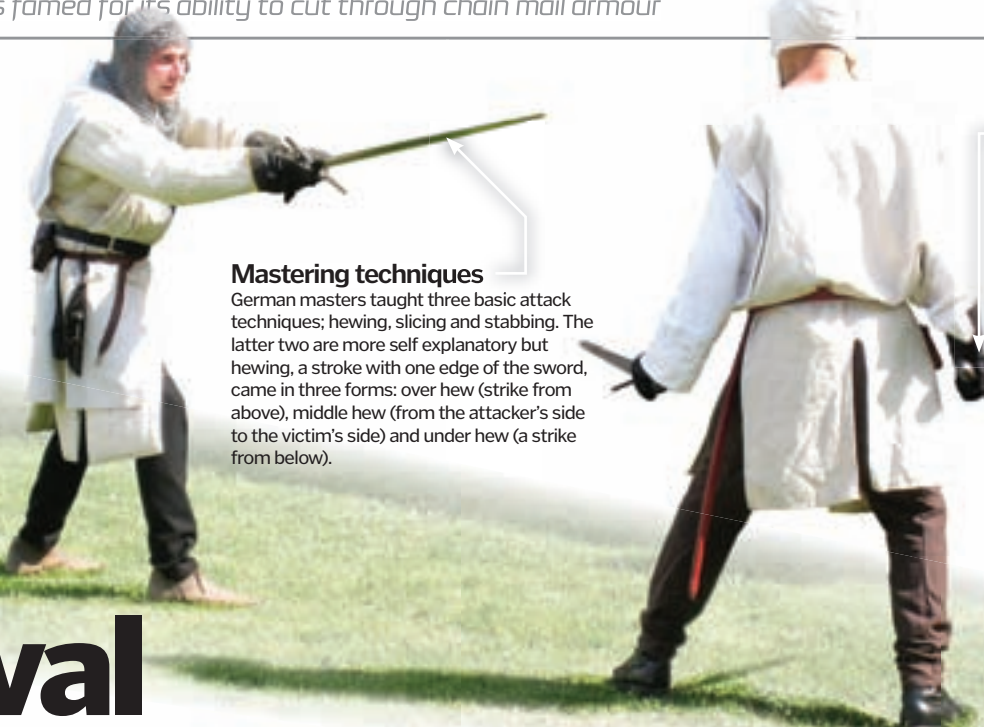 s famed for its ability to cut through chain mail armour
Mastering techniques
German masters taught three basic attack
techniques; hewing, slicing and stabbing. The
latter two are more self explanatory but
hewing, a stroke with one edge of the sword,
came in three forms: over hew (strike from
above), middle hew (from the attacker's side
to the victim's side) and under hew (a strike
from below).
val